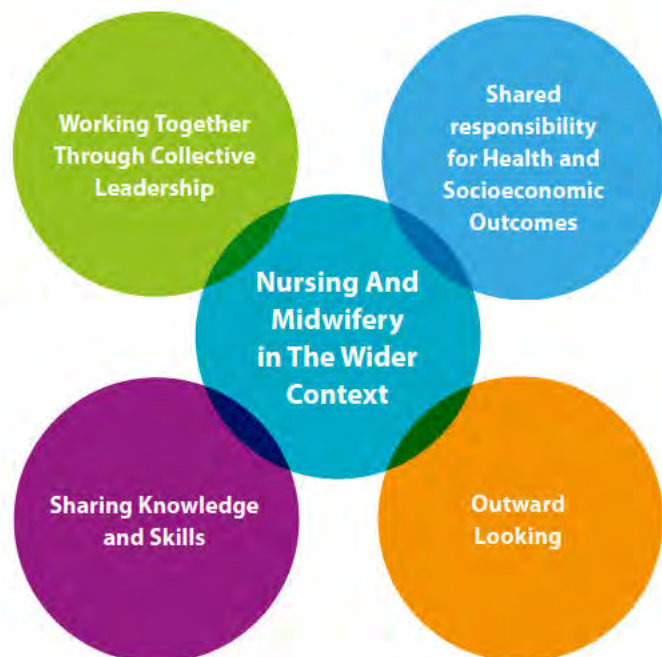 Working Together
Through Collective
Leadership
Shared
responsibility
for Health and
Socioeconomic
Outcomes
Nursing And
Midwifery
in The Wider
Context
Sharing Knowledge
and Skills
Outward
Looking